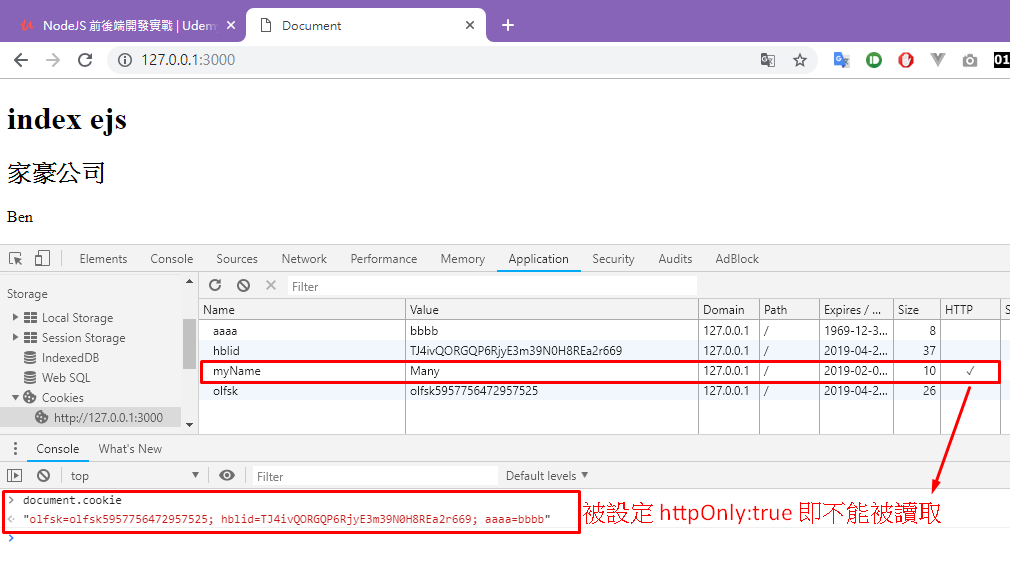 NodeJS 前後端開發實戰 | Udem
Document
127.0.0.1:3000
01
index ejs
家豪公司
Ben
Elements Console Sources Network Performance Memory Application Security Audits AdBlock
Storage
Local Storage
Session Storage
IndexedDB
Web SQL
Cookies
http://127.0.0.1:3000
Filter
Name Value Domain Path Expires / ... Size HTTP S
aaaa bbbb 127.0.0.1 / 1969-12-3... 8
hblid TJ4ivQORGQP6RjyE3m39N0H8REa2r669 127.0.0.1 / 2019-04-2... 37
myName Many 127.0.0.1 / 2019-02-0... 10 ✓
olfsk olfsk5957756472957525 127.0.0.1 / 2019-04-2... 26
Console What's New
top Filter Default levels
document.cookie
"olfsk=olfsk5957756472957525; hblid=TJ4ivQORGQP6RjyE3m39N0H8REa2r669; aaaa=bbbb"
被設定 httpOnly:true 即不能被讀取